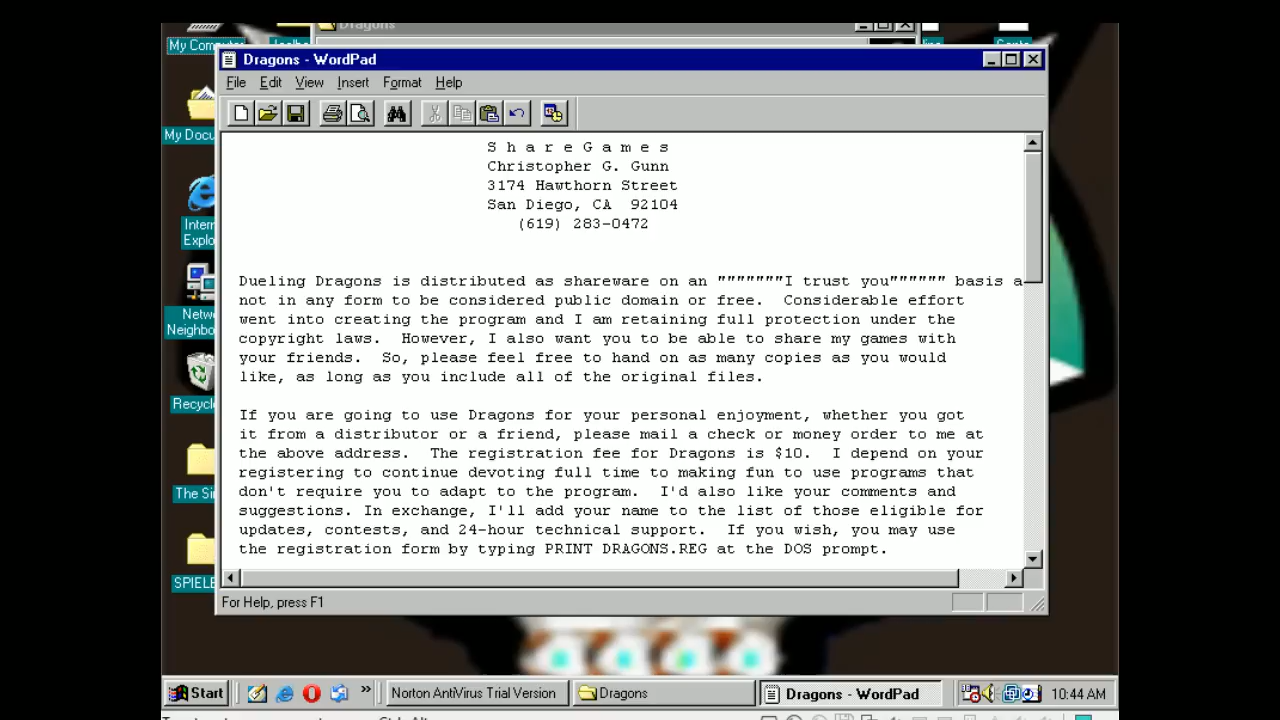 Dragons
My Computer
Dragons - WordPad
File Edit View Insert Format Help
My Docu
Intern
Explo
Netw
Neighbo
Recyc
The Si
SPIELE
S h a r e G a m e s
Christopher G. Gunn
3174 Hawthorn Street
San Diego, CA 92104
(619) 283-0472
Dueling Dragons is distributed as shareware on an """""""I trust you"""""" basis a
not in any form to be considered public domain or free. Considerable effort
went into creating the program and I am retaining full protection under the
copyright laws. However, I also want you to be able to share my games with
your friends. So, please feel free to hand on as many copies as you would
like, as long as you include all of the original files.
If you are going to use Dragons for your personal enjoyment, whether you got
it from a distributor or a friend, please mail a check or money order to me at
the above address. The registration fee for Dragons is $10. I depend on your
registering to continue devoting full time to making fun to use programs that
don't require you to adapt to the program. I'd also like your comments and
suggestions. In exchange, I'll add your name to the list of those eligible for
updates, contests, and 24-hour technical support. If you wish, you may use
the registration form by typing PRINT DRAGONS.REG at the DOS prompt.
For Help, press F1
Start
»
Norton AntiVirus Trial Version
Dragons
Dragons - WordPad
10:44 AM